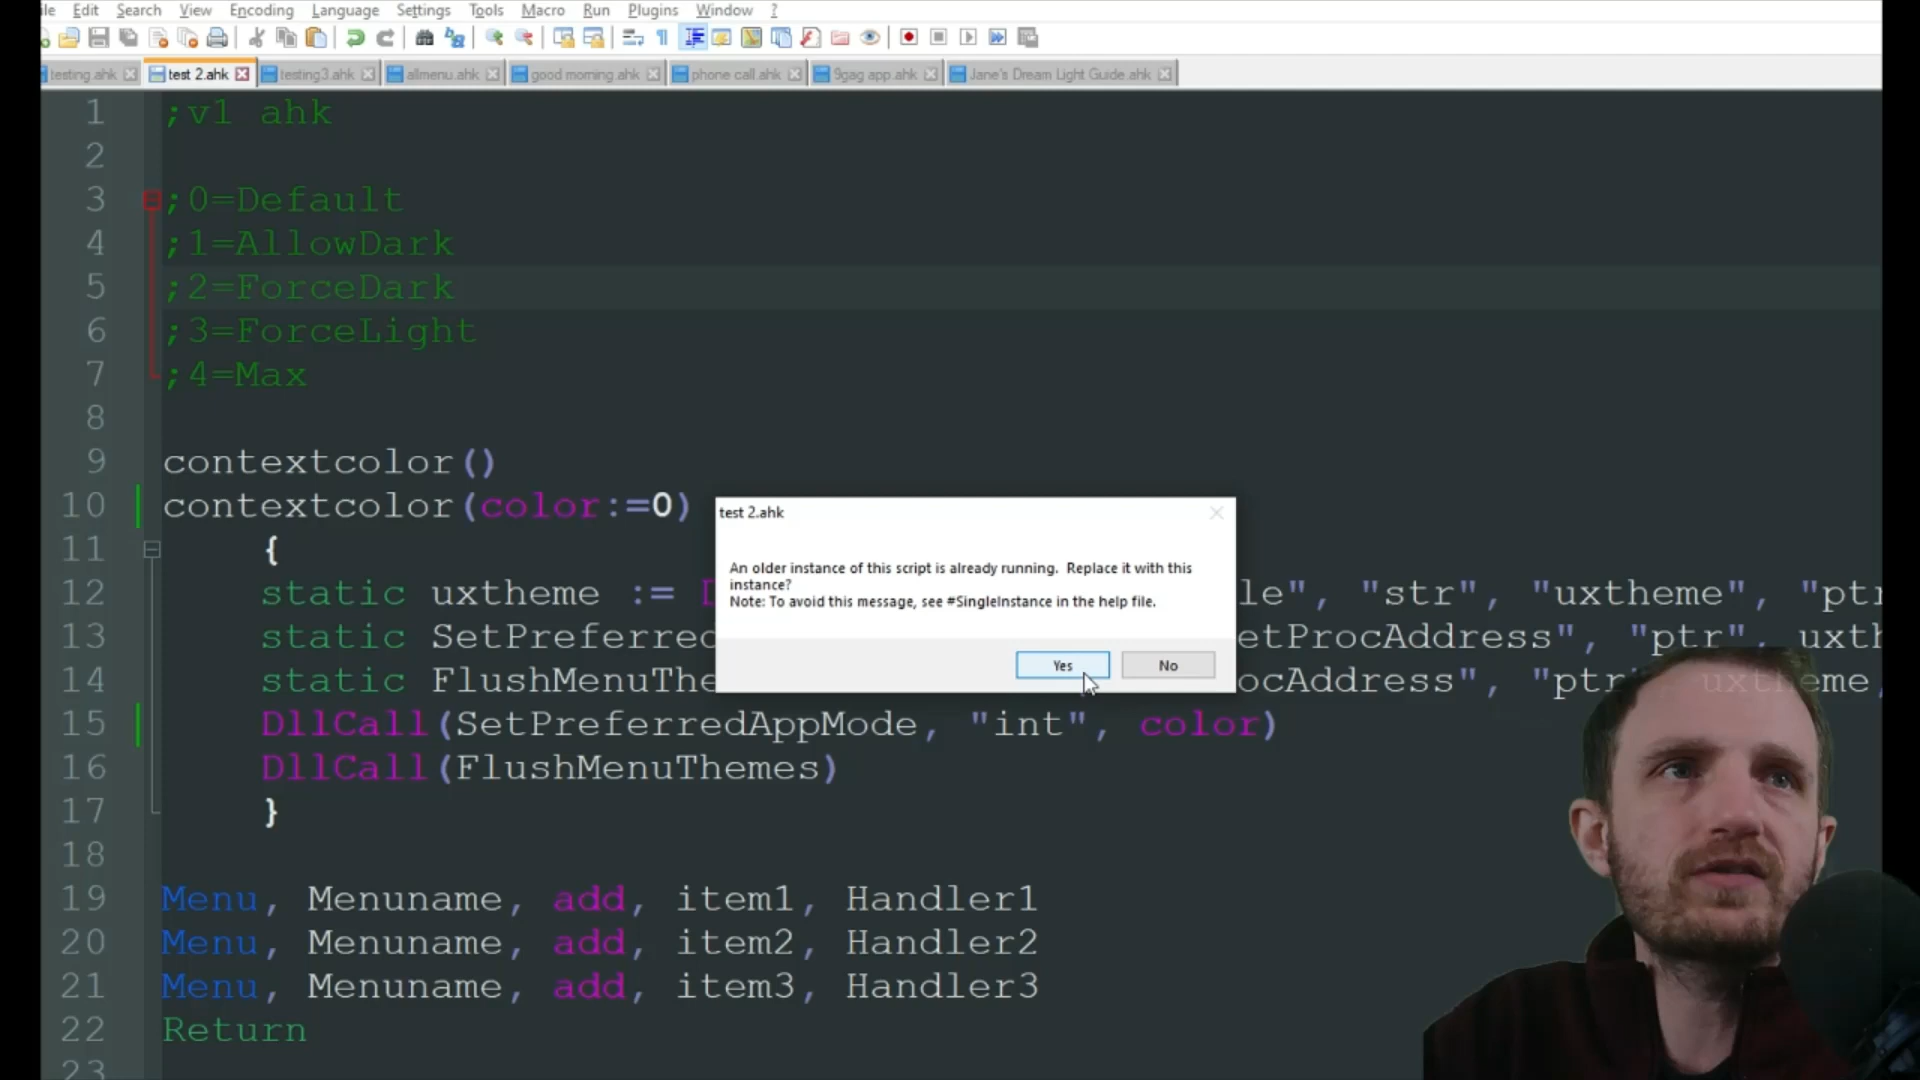 Edit Search View Encoding Language Settings Tools Macro Run Plugins Window ?
testing.ahk test 2.ahk testing3.ahk allmenu.ahk good morning.ahk phone call.ahk 9gag app.ahk Jane's Dream Light Guide.ahk
1 ;v1 ahk
2
3 ;0=Default
4 ;1=AllowDark
5 ;2=ForceDark
6 ;3=ForceLight
7 ;4=Max
8
9 contextcolor()
10 contextcolor(color:=0)
11 {
12 static uxtheme := le", "str", "uxtheme", "ptr
13 static SetPreferred etProcAddress", "ptr", uxth
14 static FlushMenuThe ocAddress", "ptr uxtheme,
15 DllCall(SetPreferredAppMode, "int", color)
16 DllCall(FlushMenuThemes)
17 }
18
19 Menu, Menuname, add, item1, Handler1
20 Menu, Menuname, add, item2, Handler2
21 Menu, Menuname, add, item3, Handler3
22 Return
23
test 2.ahk
An older instance of this script is already running. Replace it with this
instance?
Note: To avoid this message, see #SingleInstance in the help file.
Yes No